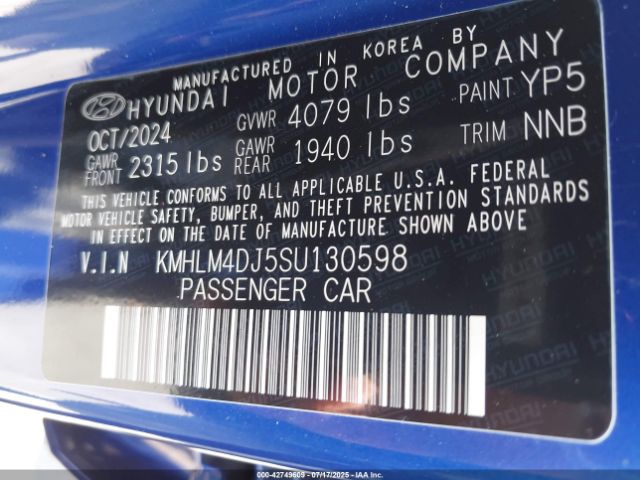 MANUFACTURED IN KOREA BY
HYUNDAI MOTOR COMPANY
OCT/2024 GVWR 4079 lbs PAINT YP5
GAWR FRONT 2315 lbs GAWR REAR 1940 lbs TRIM NNB
THIS VEHICLE CONFORMS TO ALL APPLICABLE U.S.A. FEDERAL
MOTOR VEHICLE SAFETY, BUMPER, AND THEFT PREVENTION STANDARDS
IN EFFECT ON THE DATE OF MANUFACTURE SHOWN ABOVE
V.I.N KMHLM4DJ5SU130598
PASSENGER CAR
HYUNDAI
© - 42749609 - 07/17/2025 - IAA Inc.